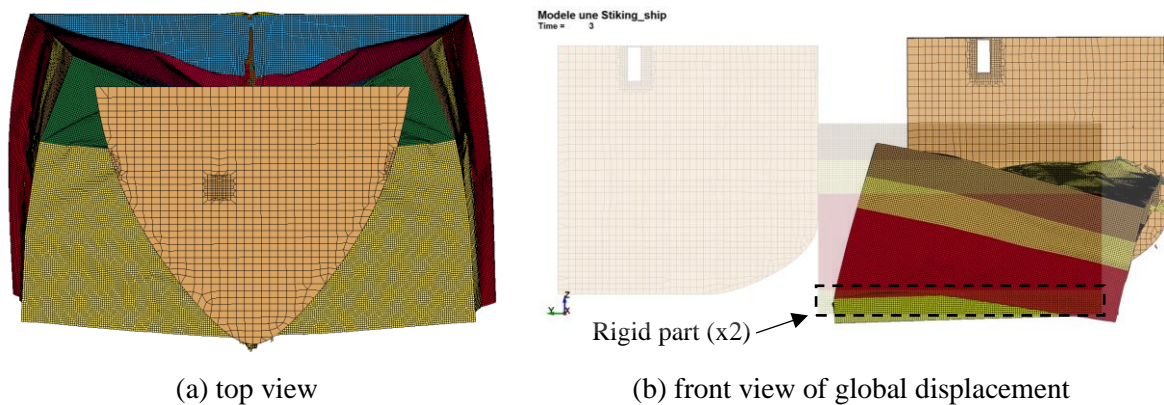 Modele une Stiking_ship
Time = 3
Z
Y X
Rigid part (x2)
(a) top view
(b) front view of global displacement